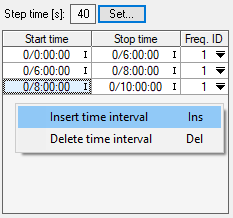 Step time [s]: 40 Set...
Start time Stop time Freq. ID
0/0:00:00 0/6:00:00 1
0/6:00:00 0/8:00:00 1
0/8:00:00 0/10:00:00 1
Insert time interval Ins
Delete time interval Del